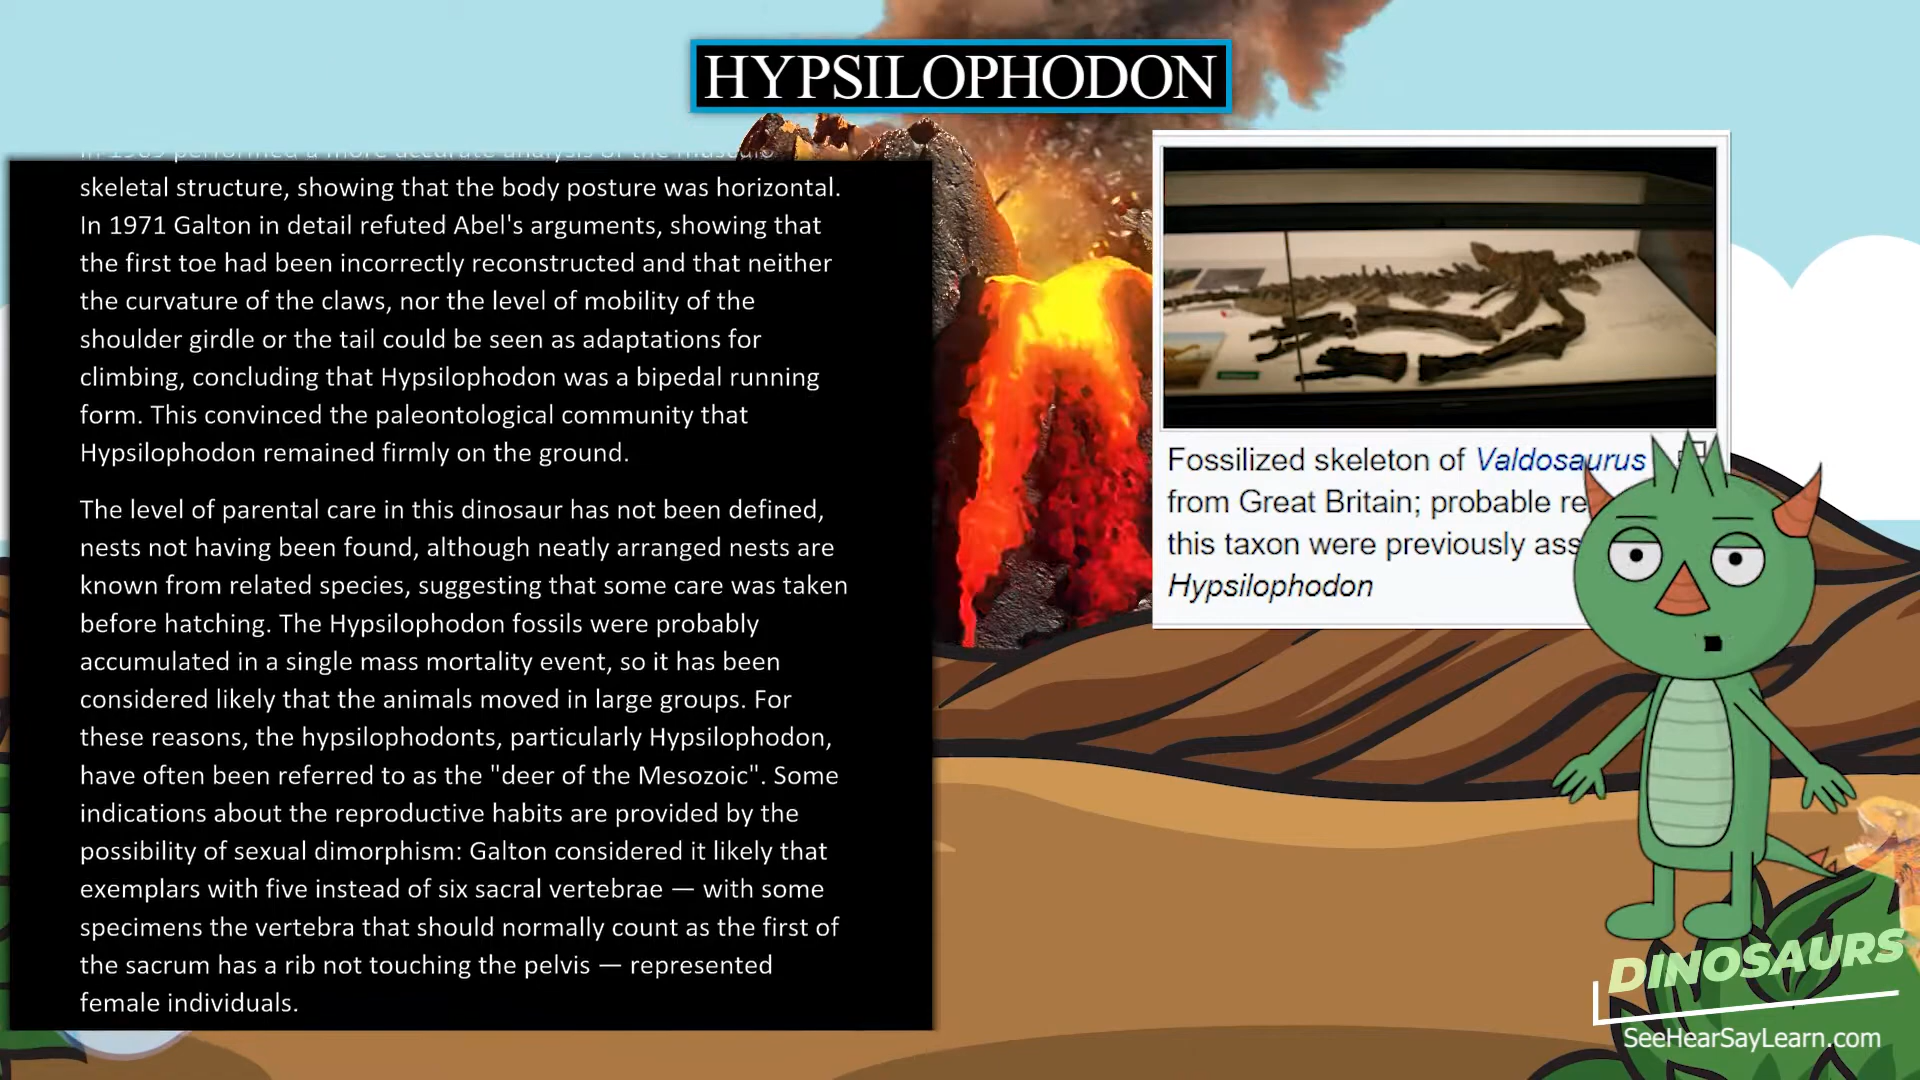 HYPSILOPHODON
in 1969 performed a more accurate analysis of the musculo
skeletal structure, showing that the body posture was horizontal.
In 1971 Galton in detail refuted Abel's arguments, showing that
the first toe had been incorrectly reconstructed and that neither
the curvature of the claws, nor the level of mobility of the
shoulder girdle or the tail could be seen as adaptations for
climbing, concluding that Hypsilophodon was a bipedal running
form. This convinced the paleontological community that
Hypsilophodon remained firmly on the ground.
The level of parental care in this dinosaur has not been defined,
nests not having been found, although neatly arranged nests are
known from related species, suggesting that some care was taken
before hatching. The Hypsilophodon fossils were probably
accumulated in a single mass mortality event, so it has been
considered likely that the animals moved in large groups. For
these reasons, the hypsilophodonts, particularly Hypsilophodon,
have often been referred to as the "deer of the Mesozoic". Some
indications about the reproductive habits are provided by the
possibility of sexual dimorphism: Galton considered it likely that
exemplars with five instead of six sacral vertebrae — with some
specimens the vertebra that should normally count as the first of
the sacrum has a rib not touching the pelvis — represented
female individuals.
Fossilized skeleton of Valdosaurus
from Great Britain; probable re
this taxon were previously ass
Hypsilophodon
DINOSAURS
SeeHearSayLearn.com